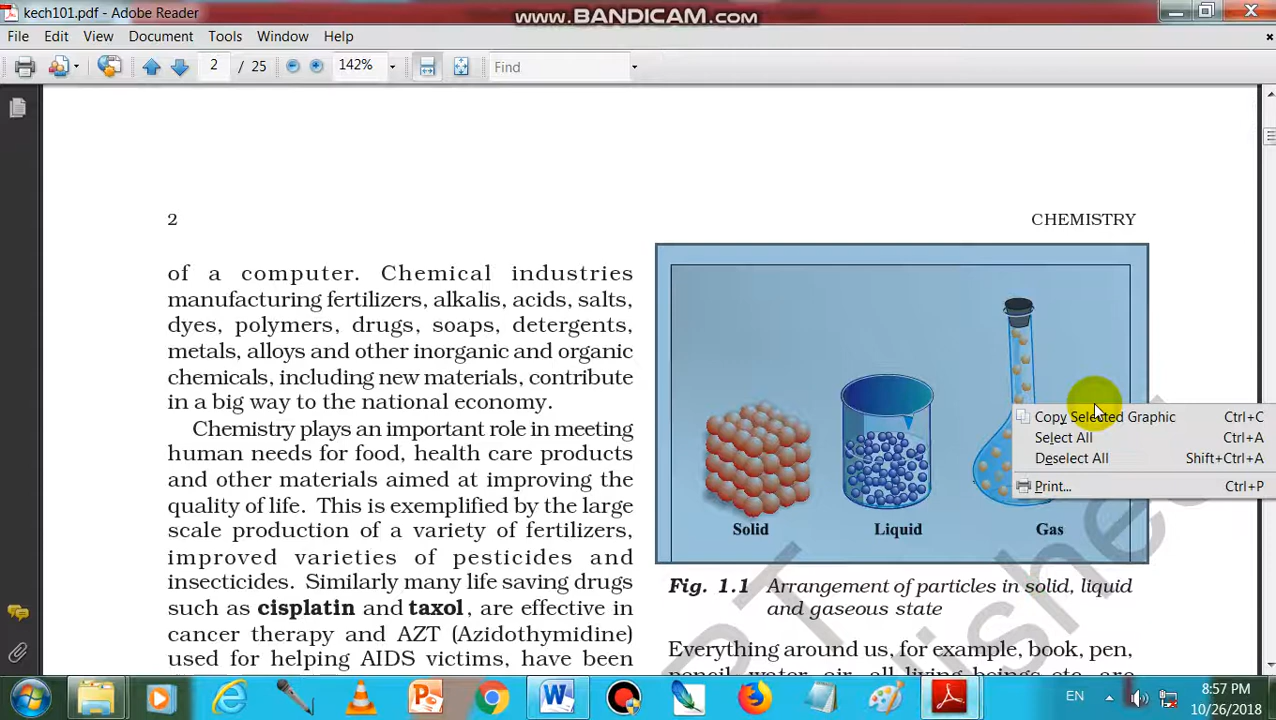 kech101.pdf - Adobe Reader
www.BANDICAM.com
File Edit View Document Tools Window Help
2 / 25 142% Find
2 CHEMISTRY
of a computer. Chemical industries
manufacturing fertilizers, alkalis, acids, salts,
dyes, polymers, drugs, soaps, detergents,
metals, alloys and other inorganic and organic
chemicals, including new materials, contribute
in a big way to the national economy.
Chemistry plays an important role in meeting
human needs for food, health care products
and other materials aimed at improving the
quality of life. This is exemplified by the large
scale production of a variety of fertilizers,
improved varieties of pesticides and
insecticides. Similarly many life saving drugs
such as cisplatin and taxol, are effective in
cancer therapy and AZT (Azidothymidine)
used for helping AIDS victims, have been
Copy Selected Graphic Ctrl+C
Select All Ctrl+A
Deselect All Shift+Ctrl+A
Print... Ctrl+P
Solid Liquid Gas
Fig. 1.1 Arrangement of particles in solid, liquid
and gaseous state
Everything around us, for example, book, pen,
pencil, water, air, all living beings etc. are
EN
8:57 PM
10/26/2018